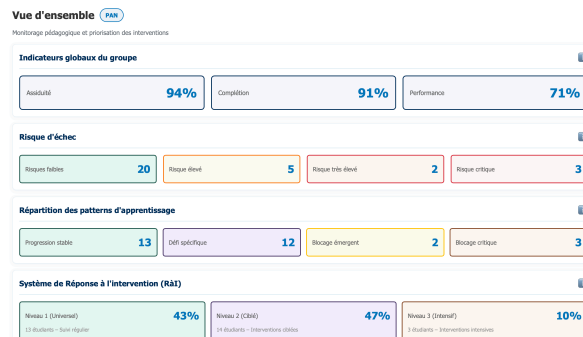 Vue d'ensemble PAN
Monitorage pédagogique et priorisation des interventions
Indicateurs globaux du groupe
Assiduité 94% Complétion 91% Performance 71%
Risque d'échec
Risques faibles 20 Risque élevé 5 Risque très élevé 2 Risque critique 3
Répartition des patterns d'apprentissage
Progression stable 13 Défi spécifique 12 Blocage émergent 2 Blocage critique 3
Système de Réponse à l'intervention (RàI)
Niveau 1 (Universel) 43% Niveau 2 (Ciblé) 47% Niveau 3 (Intensif) 10%
13 étudiants – Suivi régulier 14 étudiants – Interventions ciblées 3 étudiants – Interventions intensives